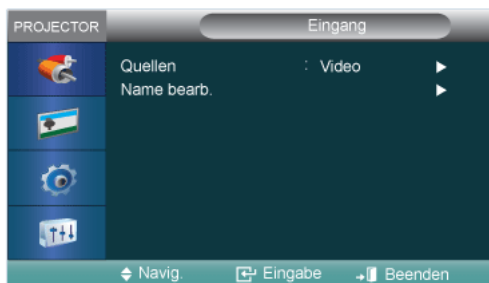 PROJECTOR
Eingang
Quellen : Video
Name bearb.
Navig. Eingabe Beenden